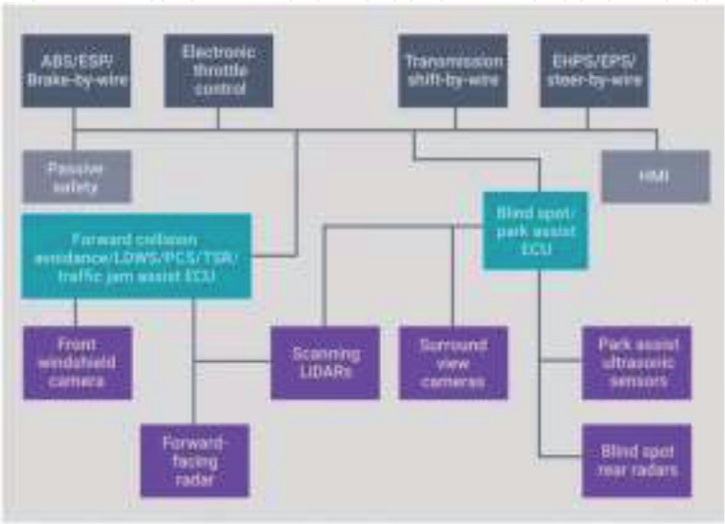 ABS/ESP/
Brake-by-wire
Electronic
throttle
control
Transmission
shift-by-wire
EHPS/EPS/
steer-by-wire
Passive
safety
HMI
Forward collision
avoidance/LDWS/PCS/TSR/
traffic jam assist ECU
Blind spot/
park assist
ECU
Front
windshield
camera
Scanning
LiDARs
Surround
view
cameras
Park assist
ultrasonic
sensors
Forward-
facing
radar
Blind spot
rear radars